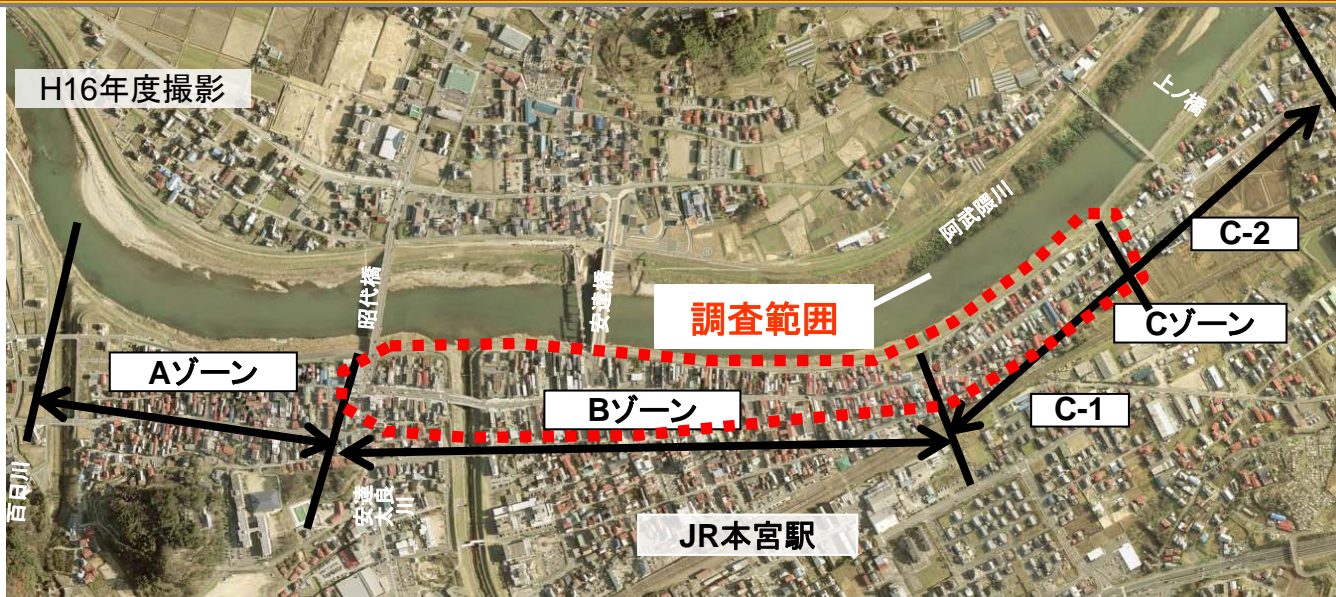 H16年度撮影
上ノ橋
阿武隈川
C-2
昭代橋
安達橋
調査範囲
Cゾーン
Aゾーン
Bゾーン
C-1
百日川
安達
太良
川
JR本宮駅